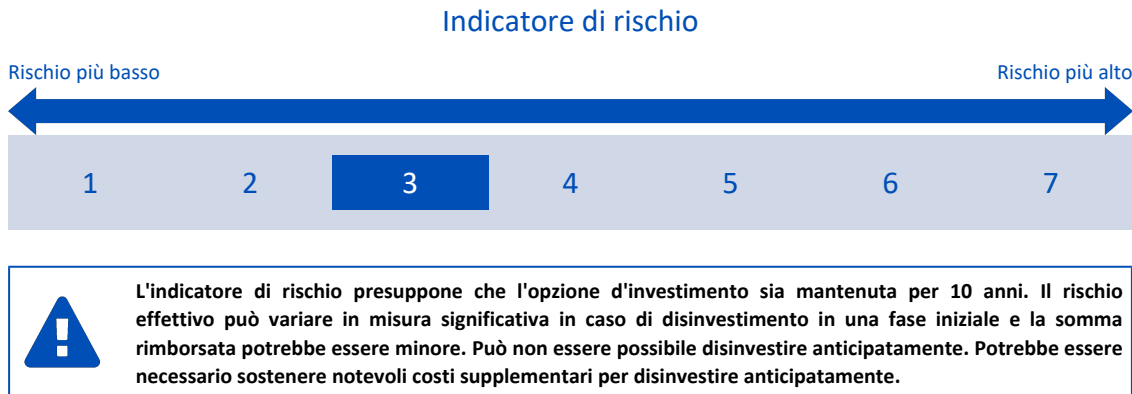 Indicatore di rischio
Rischio più basso
Rischio più alto
1 2 3 4 5 6 7
L'indicatore di rischio presuppone che l'opzione d'investimento sia mantenuta per 10 anni. Il rischio
effettivo può variare in misura significativa in caso di disinvestimento in una fase iniziale e la somma
rimborsata potrebbe essere minore. Può non essere possibile disinvestire anticipatamente. Potrebbe essere
necessario sostenere notevoli costi supplementari per disinvestire anticipatamente.